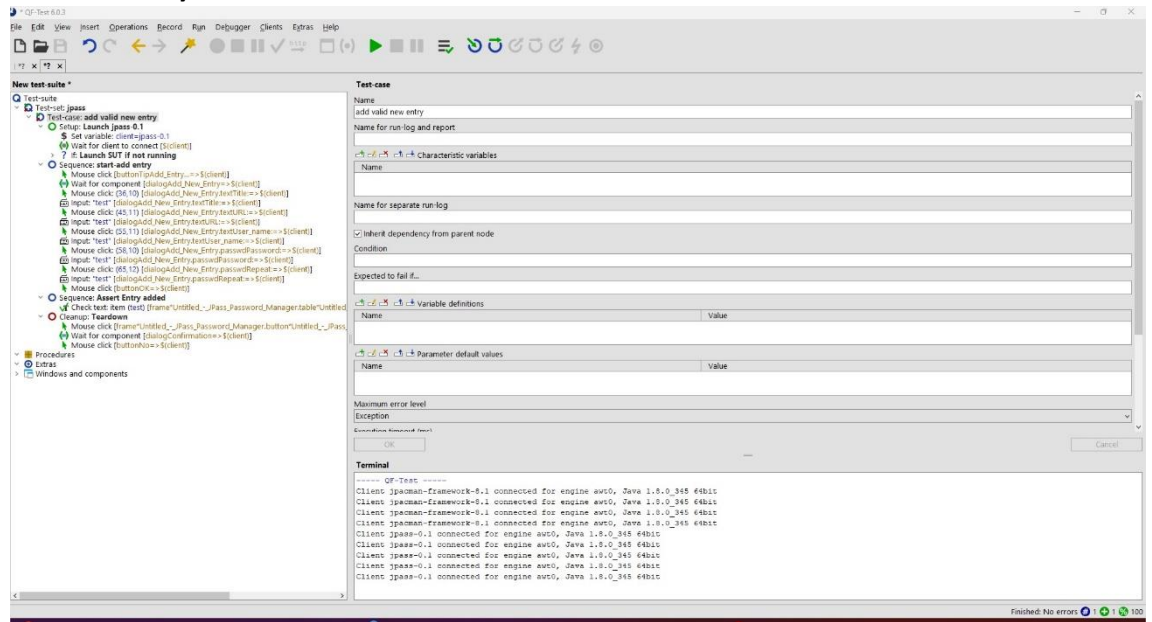 * QF-Test 6.0.3
File Edit View Insert Operations Record Run Debugger Clients Extras Help
New test-suite *
Test-suite
Test-set: jpass
Test-case: add valid new entry
Setup: Launch jpass-0.1
Set variable: client=jpass-0.1
Wait for client to connect [$(client)]
If: Launch SUT if not running
Sequence: start-add entry
Mouse click [buttonTipAdd_Entry...=>$(client)]
Wait for component [dialogAdd_New_Entry=>$(client)]
Mouse click: (36,10) [dialogAdd_New_Entry.textTitle:=>$(client)]
Input: "test" [dialogAdd_New_Entry.textTitle:=>$(client)]
Mouse click: (45,11) [dialogAdd_New_Entry.textURL:=>$(client)]
Input: "test" [dialogAdd_New_Entry.textURL:=>$(client)]
Mouse click: (55,11) [dialogAdd_New_Entry.textUser_name:=>$(client)]
Input: "test" [dialogAdd_New_Entry.textUser_name:=>$(client)]
Mouse click: (58,10) [dialogAdd_New_Entry.passwdPassword:=>$(client)]
Input: "test" [dialogAdd_New_Entry.passwdPassword:=>$(client)]
Mouse click: (65,12) [dialogAdd_New_Entry.passwdRepeat:=>$(client)]
Input: "test" [dialogAdd_New_Entry.passwdRepeat:=>$(client)]
Mouse click [buttonOK=>$(client)]
Sequence: Assert Entry added
Check text: item (test) [frame"Untitled_-_JPass_Password_Manager.table"Untitled
Cleanup: Teardown
Mouse click [frame"Untitled_-_JPass_Password_Manager.button"Untitled_-_JPass_
Wait for component [dialogConfirmation=>$(client)]
Mouse click [buttonNo=>$(client)]
Procedures
Extras
Windows and components
Test-case
Name
add valid new entry
Name for run-log and report
Characteristic variables
Name
Name for separate run-log
Inherit dependency from parent node
Condition
Expected to fail if...
Variable definitions
Name Value
Parameter default values
Name Value
Maximum error level
Exception
Execution timeout (ms)
OK Cancel
Terminal
----- QF-Test -----
Client jpacman-framework-8.1 connected for engine awt0, Java 1.8.0_345 64bit
Client jpacman-framework-8.1 connected for engine awt0, Java 1.8.0_345 64bit
Client jpacman-framework-8.1 connected for engine awt0, Java 1.8.0_345 64bit
Client jpacman-framework-8.1 connected for engine awt0, Java 1.8.0_345 64bit
Client jpass-0.1 connected for engine awt0, Java 1.8.0_345 64bit
Client jpass-0.1 connected for engine awt0, Java 1.8.0_345 64bit
Client jpass-0.1 connected for engine awt0, Java 1.8.0_345 64bit
Client jpass-0.1 connected for engine awt0, Java 1.8.0_345 64bit
Client jpass-0.1 connected for engine awt0, Java 1.8.0_345 64bit
Finished: No errors 1 1 100